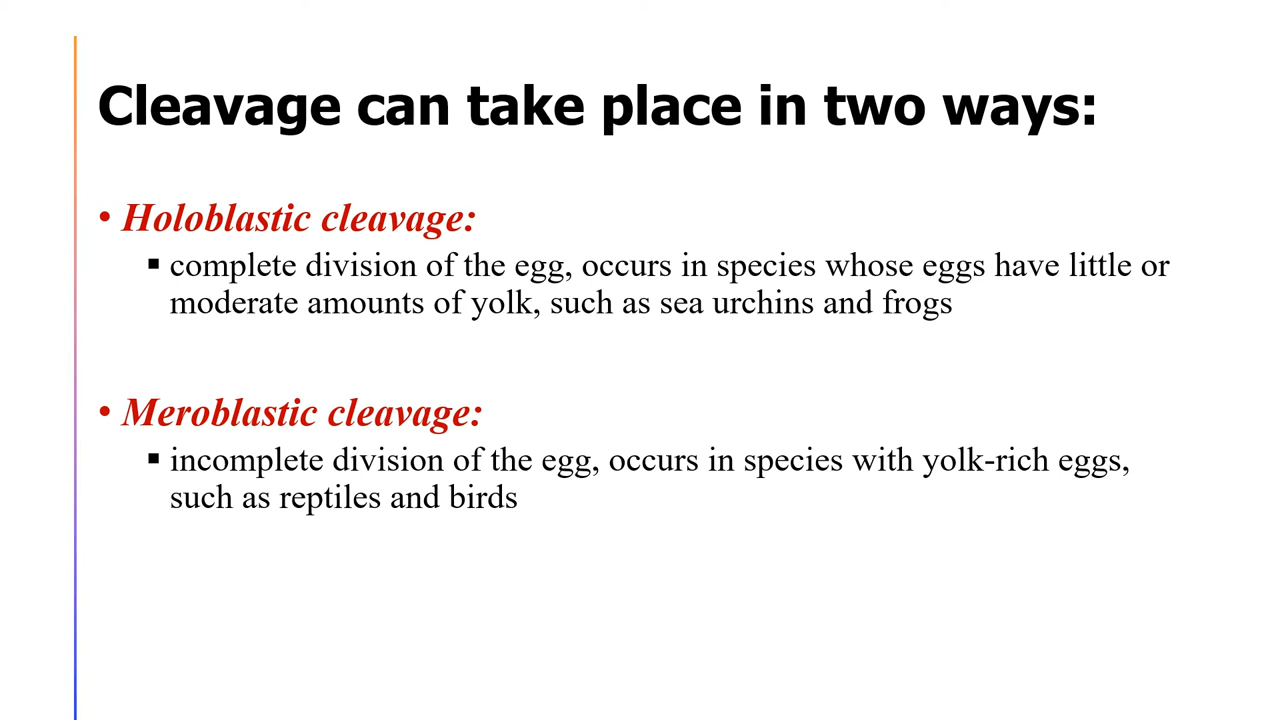 Cleavage can take place in two ways:
• Holoblastic cleavage:
▪ complete division of the egg, occurs in species whose eggs have little or
moderate amounts of yolk, such as sea urchins and frogs
• Meroblastic cleavage:
▪ incomplete division of the egg, occurs in species with yolk-rich eggs,
such as reptiles and birds